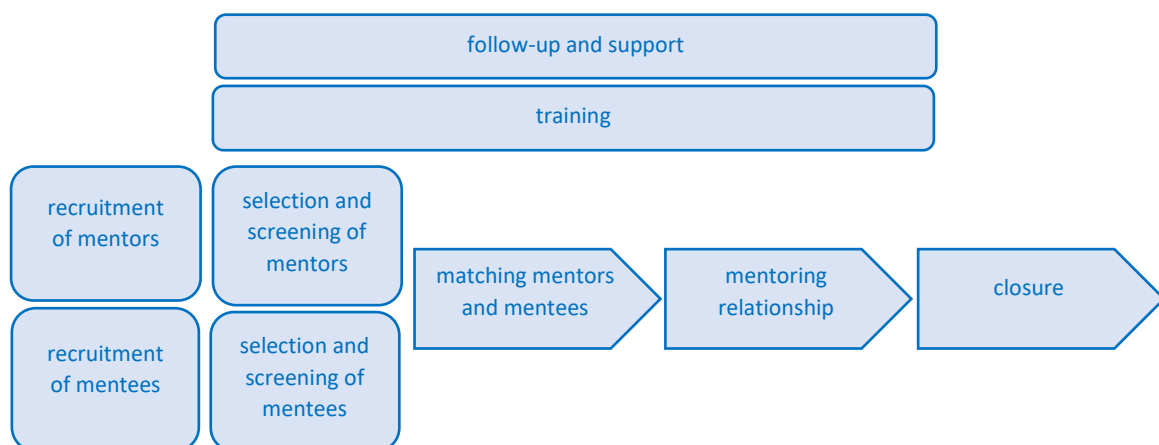 follow-up and support
training
recruitment
of mentors
selection and
screening of
mentors
matching mentors
and mentees
mentoring
relationship
closure
recruitment
of mentees
selection and
screening of
mentees